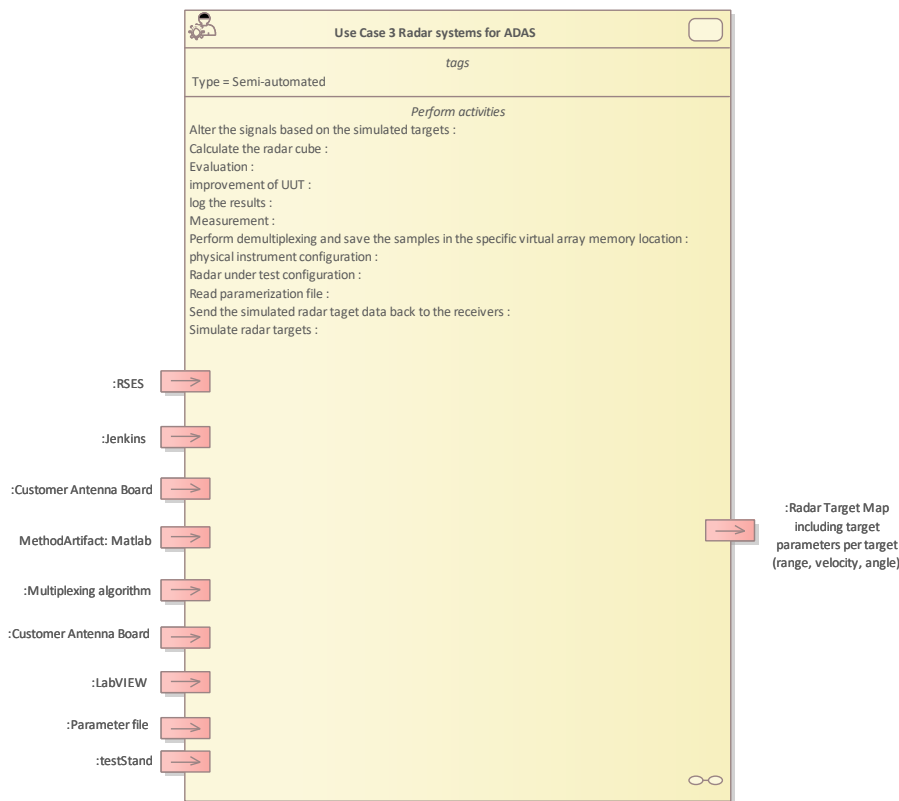 Use Case 3 Radar systems for ADAS
tags
Type = Semi-automated
Perform activities
Alter the signals based on the simulated targets :
Calculate the radar cube :
Evaluation :
improvement of UUT :
log the results :
Measurement :
Perform demultiplexing and save the samples in the specific virtual array memory location :
physical instrument configuration :
Radar under test configuration :
Read paramerization file :
Send the simulated radar taget data back to the receivers :
Simulate radar targets :
:RSES
:Jenkins
:Customer Antenna Board
MethodArtifact: Matlab
:Multiplexing algorithm
:Customer Antenna Board
:LabVIEW
:Parameter file
:testStand
:Radar Target Map
including target
parameters per target
(range, velocity, angle)